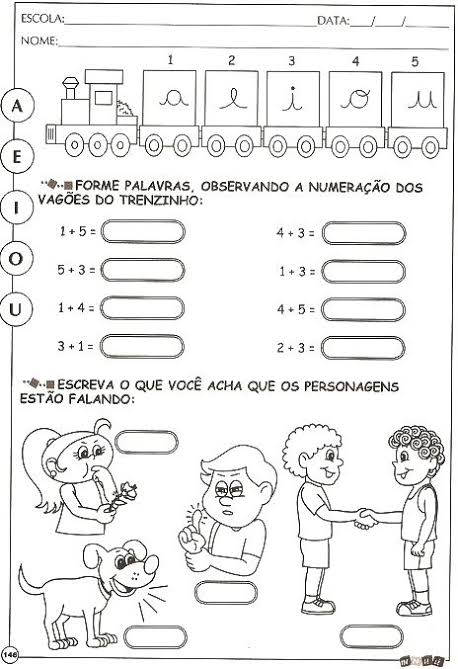 ESCOLA: DATA: / /
NOME:
1 2 3 4 5
a e i o u
A
E
I
O
U
FORME PALAVRAS, OBSERVANDO A NUMERAÇÃO DOS
VAGÕES DO TRENZINHO:
1 + 5 = 4 + 3 =
5 + 3 = 1 + 3 =
1 + 4 = 4 + 5 =
3 + 1 = 2 + 3 =
ESCREVA O QUE VOCÊ ACHA QUE OS PERSONAGENS
ESTÃO FALANDO:
146